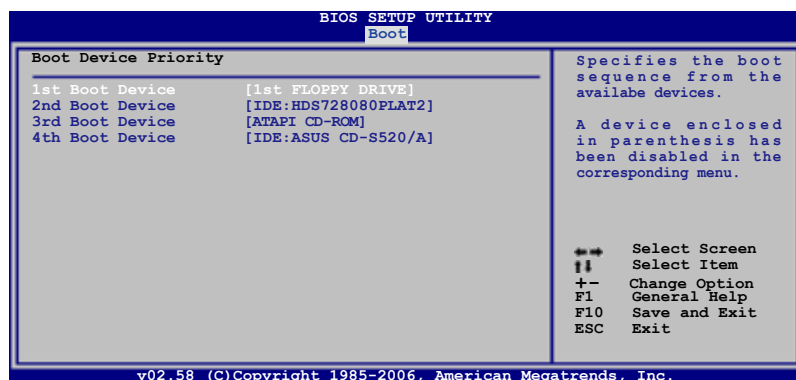 BIOS SETUP UTILITY
Boot
Boot Device Priority
1st Boot Device [1st FLOPPY DRIVE]
2nd Boot Device [IDE:HDS728080PLAT2]
3rd Boot Device [ATAPI CD-ROM]
4th Boot Device [IDE:ASUS CD-S520/A]
Specifies the boot
sequence from the
availabe devices.
A device enclosed
in parenthesis has
been disabled in the
corresponding menu.
←→ Select Screen
↑↓ Select Item
+- Change Option
F1 General Help
F10 Save and Exit
ESC Exit
v02.58 (C)Copyright 1985-2006, American Megatrends, Inc.